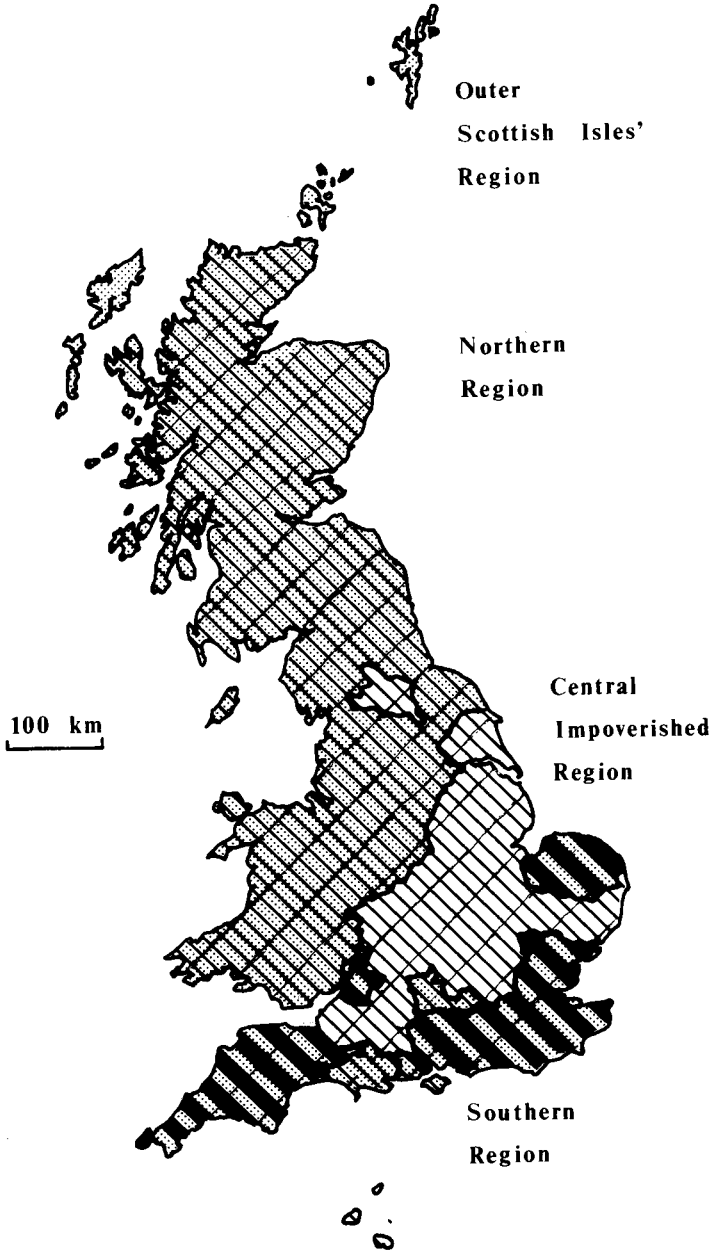 Outer
Scottish Isles'
Region
Northern
Region
Central
100 km
Impoverished
Region
Southern
Region